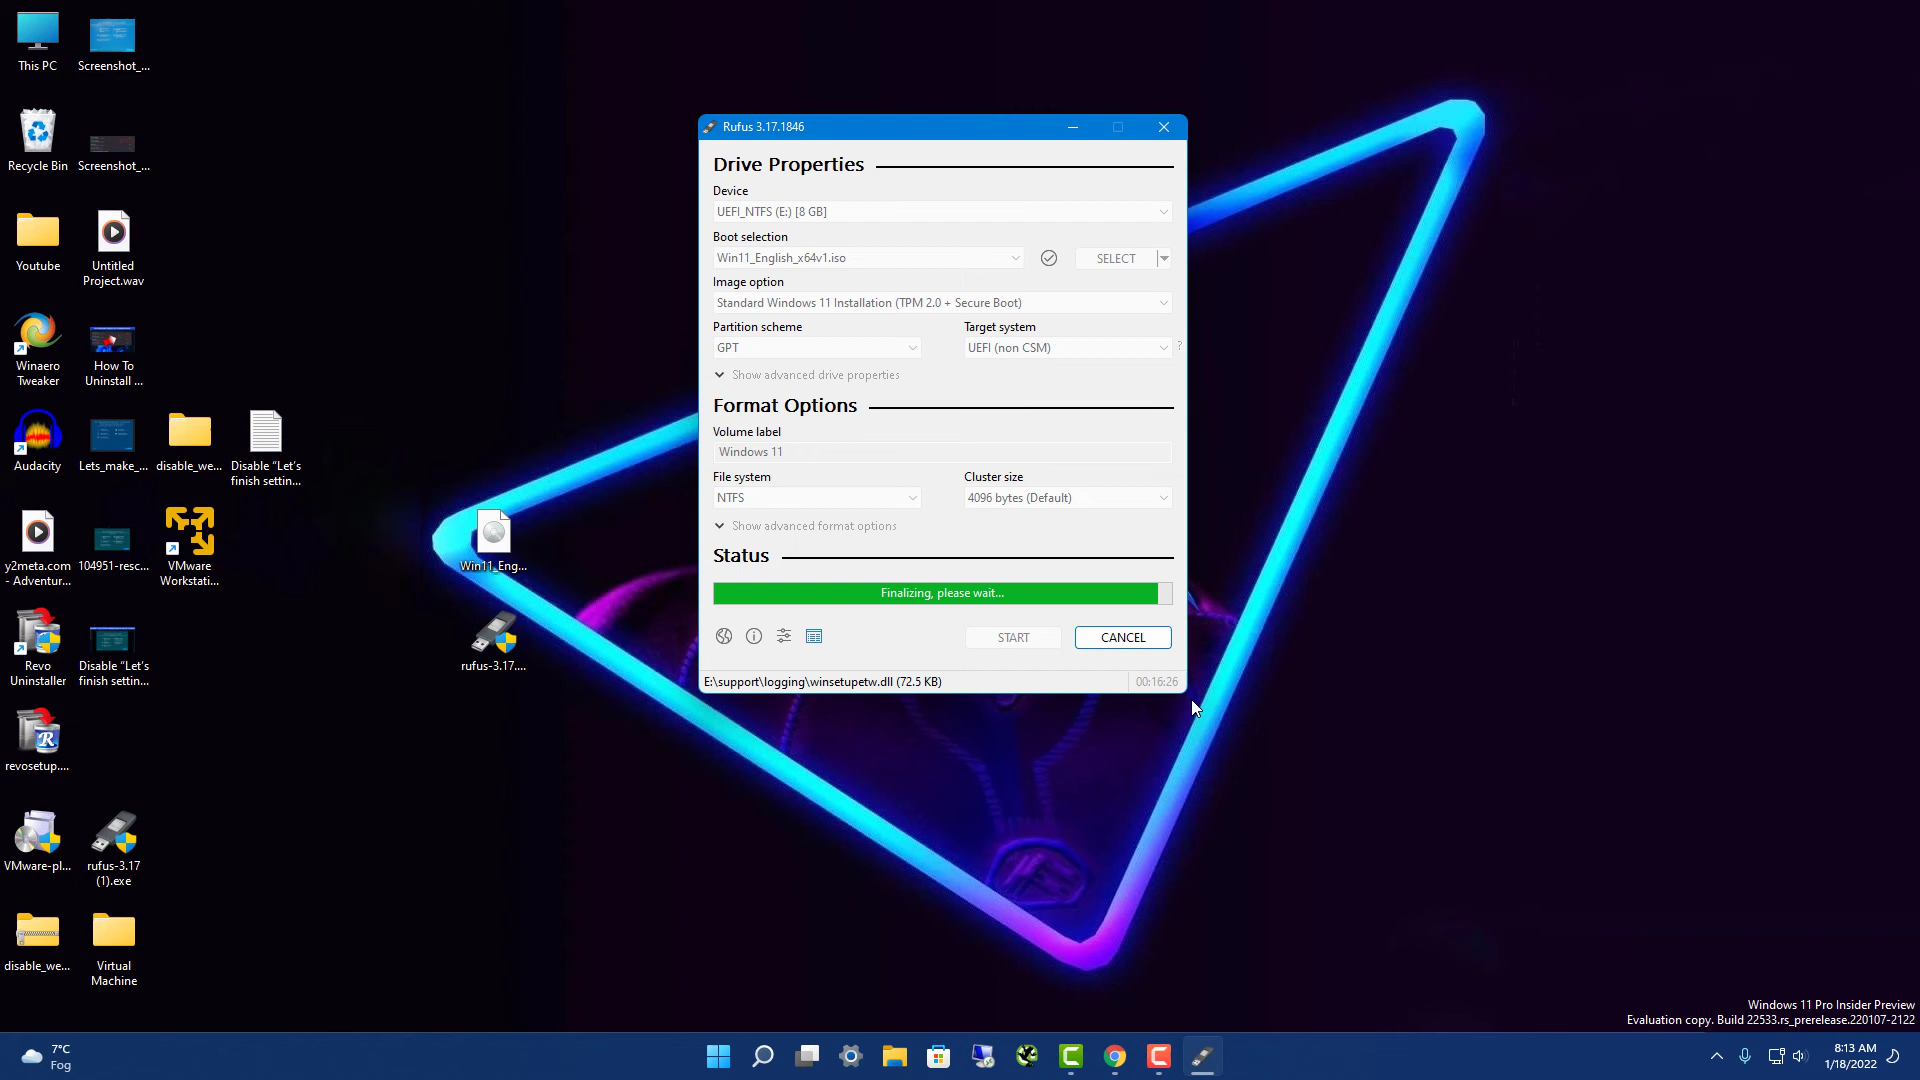 This PC
Screenshot_...
Recycle Bin
Screenshot_...
Youtube
Untitled
Project.wav
Winaero
Tweaker
How To
Uninstall ...
Audacity
Lets_make_...
disable_we...
Disable “Let’s
finish settin...
y2meta.com
- Adventur...
104951-resc...
VMware
Workstati...
Revo
Uninstaller
Disable “Let’s
finish settin...
revosetup....
VMware-pl...
rufus-3.17
(1).exe
disable_we...
Virtual
Machine
Win11_Eng...
rufus-3.17....
Rufus 3.17.1846
Drive Properties
Device
UEFI_NTFS (E:) [8 GB]
Boot selection
Win11_English_x64v1.iso
SELECT
Image option
Standard Windows 11 Installation (TPM 2.0 + Secure Boot)
Partition scheme
Target system
GPT
UEFI (non CSM)
?
Show advanced drive properties
Format Options
Volume label
Windows 11
File system
Cluster size
NTFS
4096 bytes (Default)
Show advanced format options
Status
Finalizing, please wait...
START
CANCEL
E:\support\logging\winsetupetw.dll (72.5 KB)
00:16:26
Windows 11 Pro Insider Preview
Evaluation copy. Build 22533.rs_prerelease.220107-2122
7°C
Fog
8:13 AM
1/18/2022